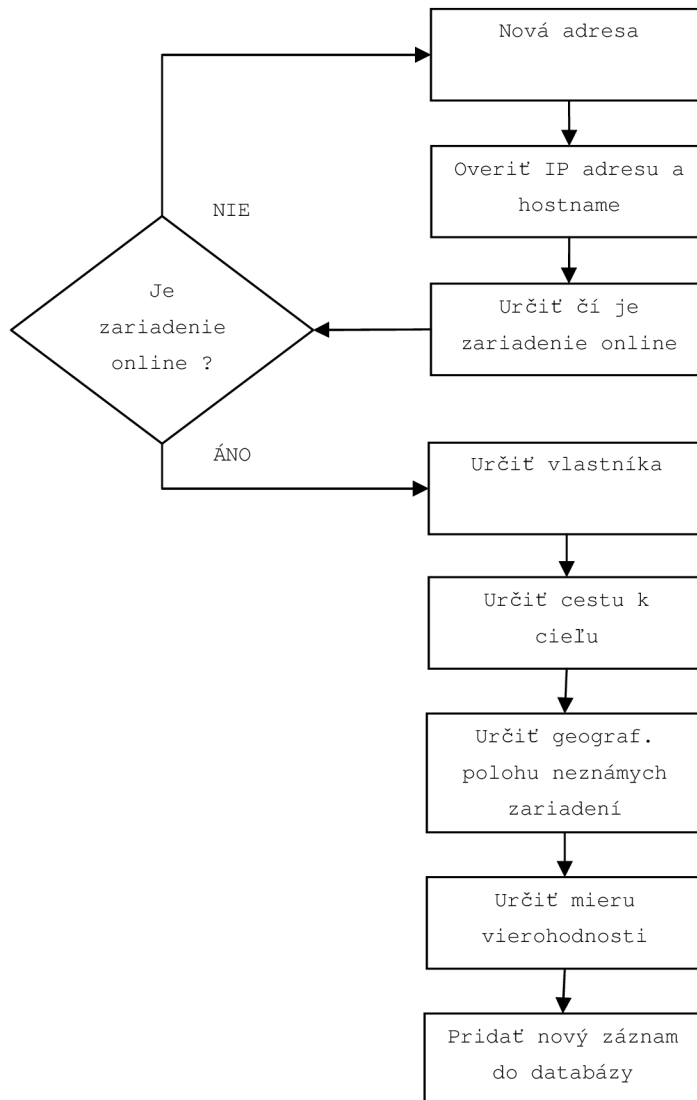 Nová adresa
Overiť IP adresu a
hostname
NIE
Určiť čí je
zariadenie online
Je
zariadenie
online ?
ÁNO
Určiť vlastníka
Určiť cestu k
cieľu
Určiť geograf.
polohu neznámych
zariadení
Určiť mieru
vierohodnosti
Pridať nový záznam
do databázy